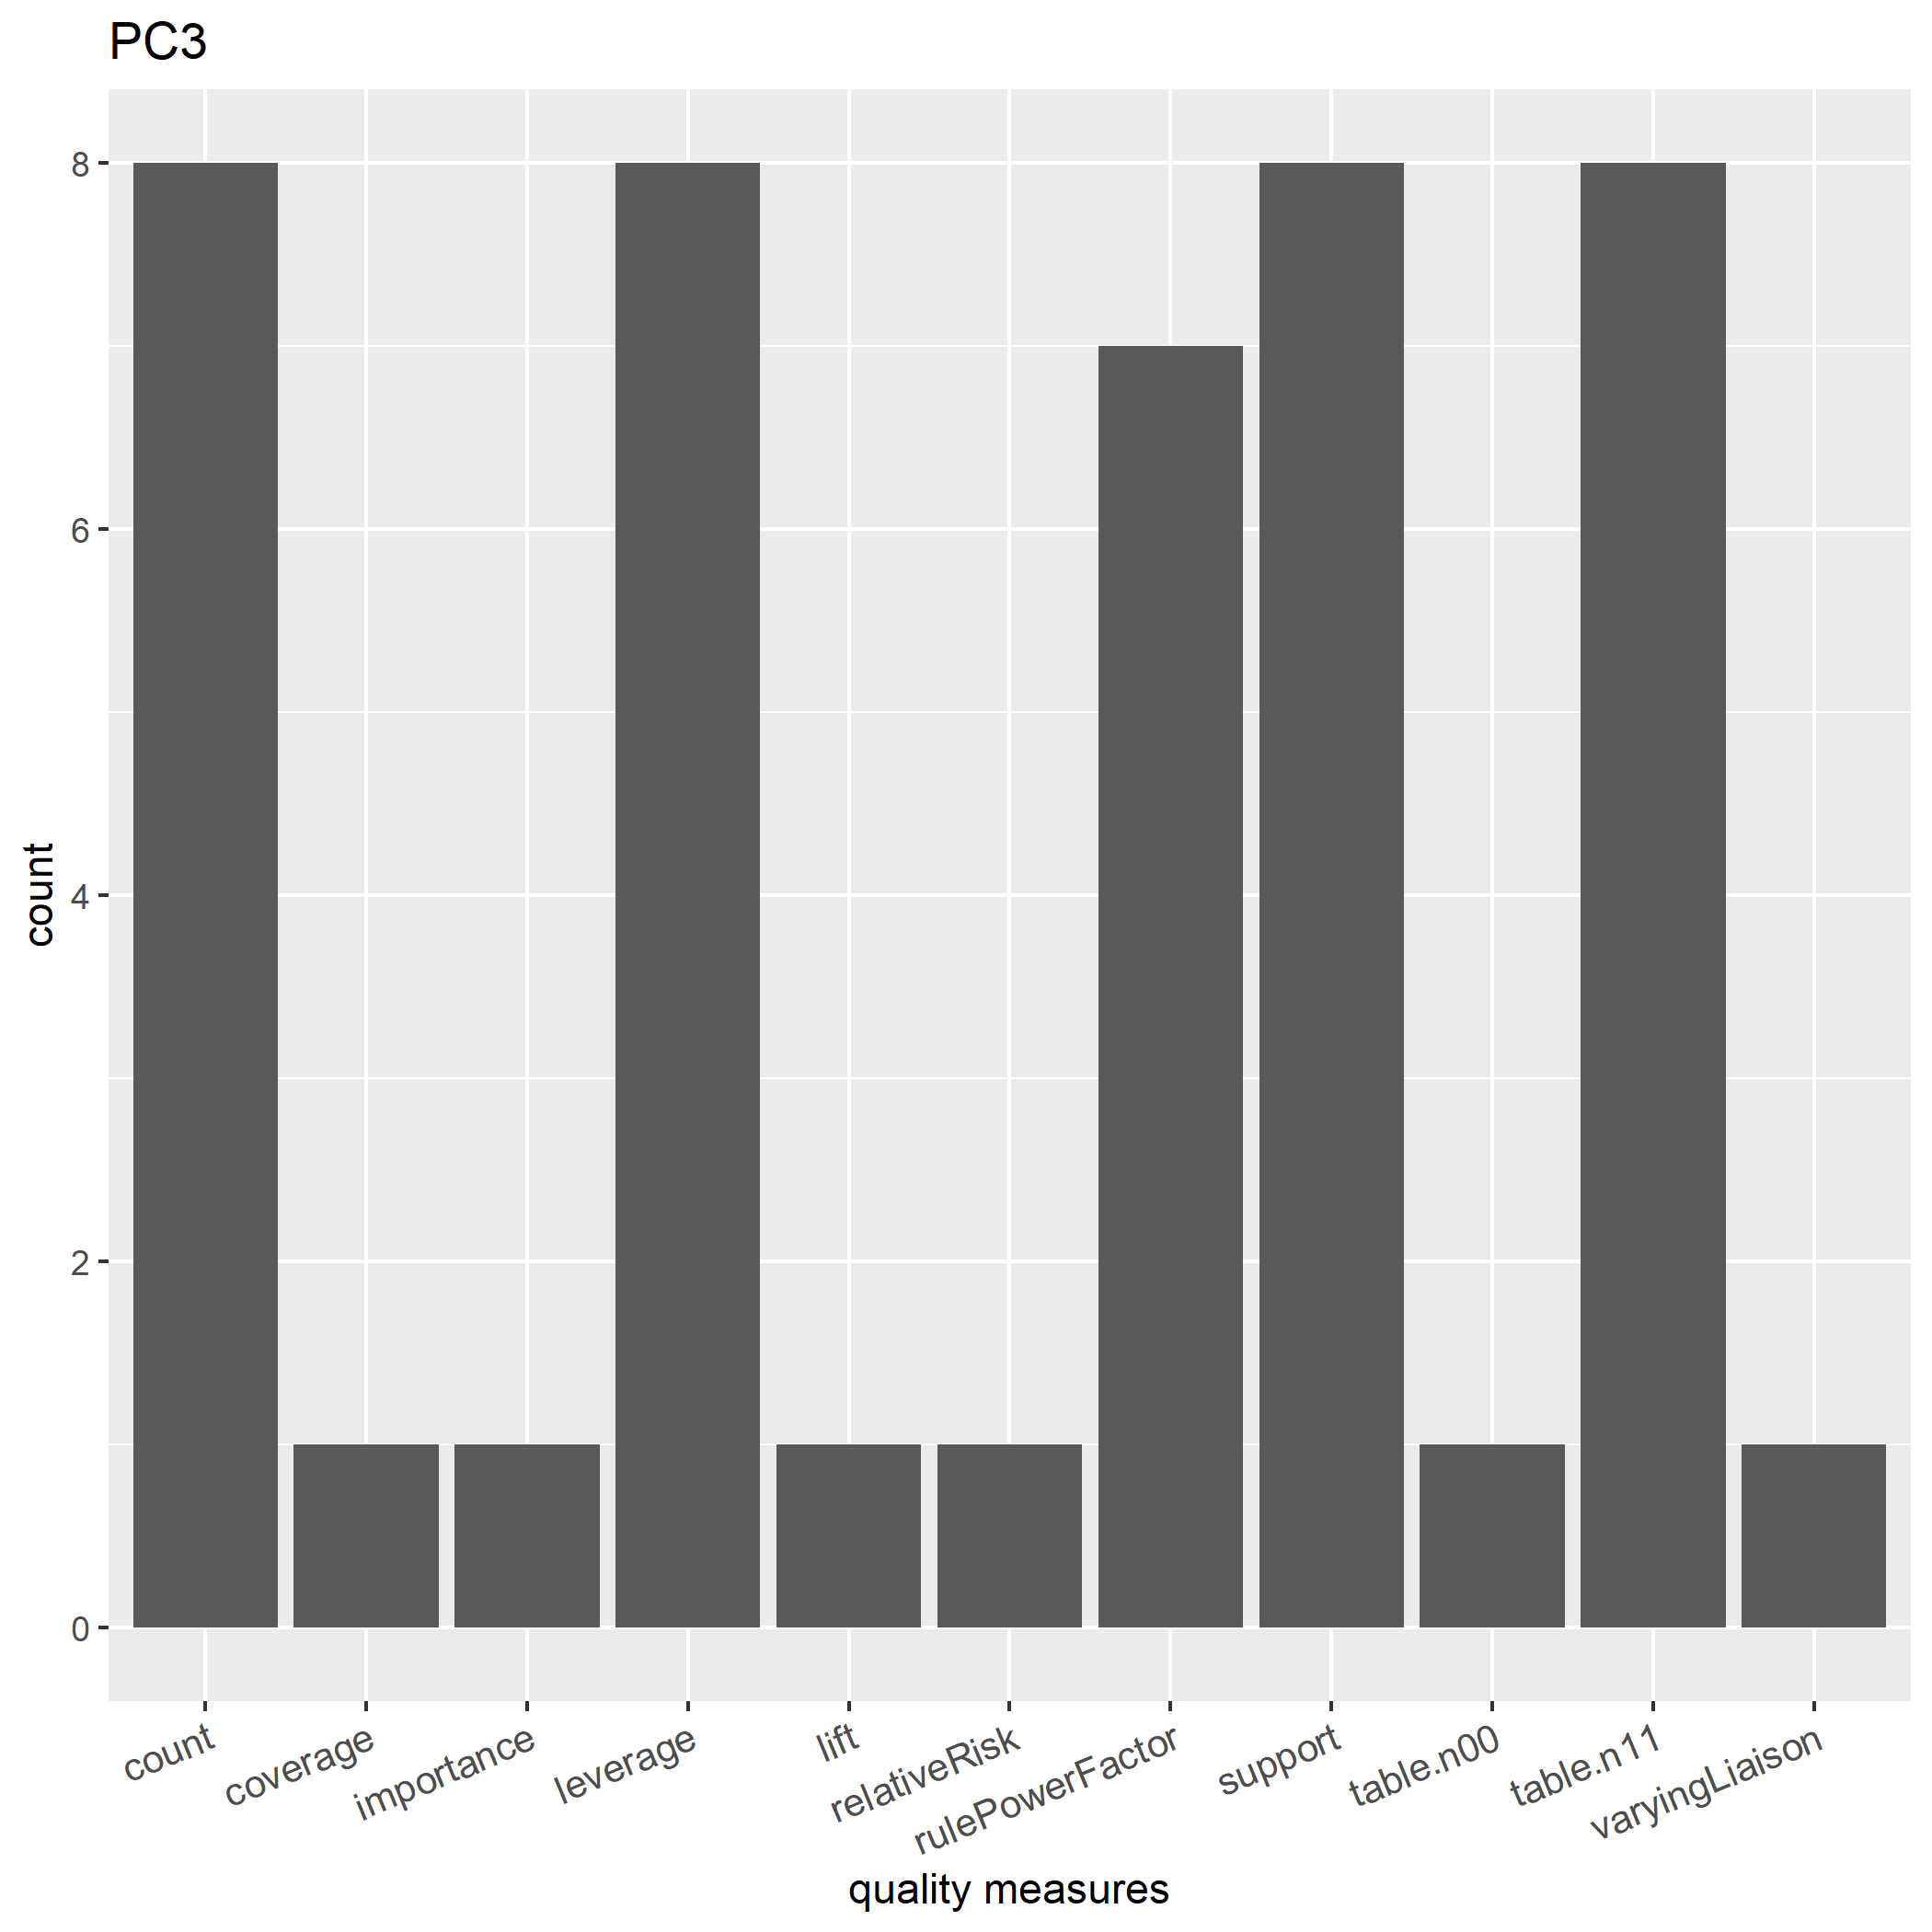 PC3
count
8
6
4
2
0
count
coverage
importance
leverage
lift
relativeRisk
rulePowerFactor
support
table.n00
table.n11
varyingLiaison
quality measures